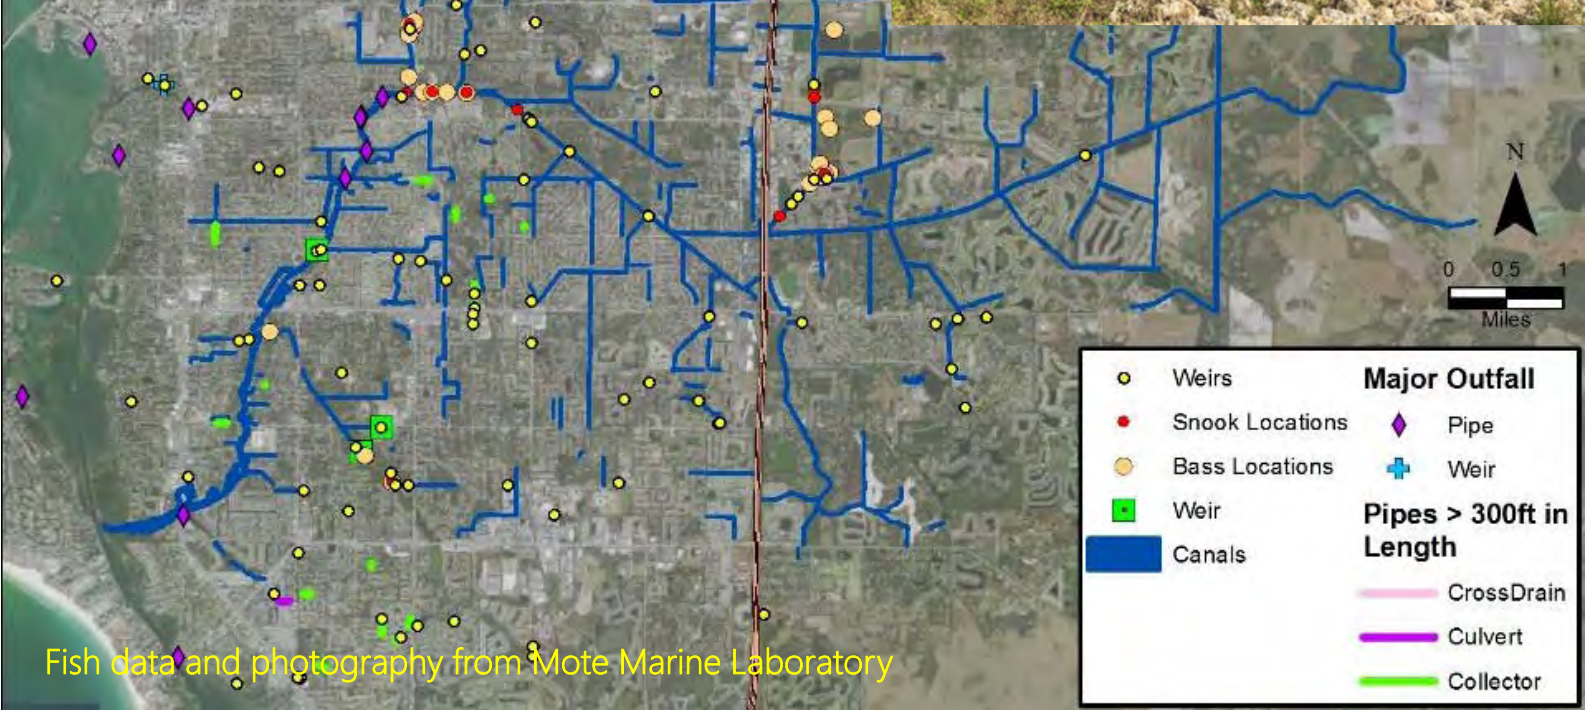 N
0 0.5 1
Miles
Weirs
Snook Locations
Bass Locations
Weir
Canals
Major Outfall
Pipe
Weir
Pipes > 300ft in
Length
CrossDrain
Culvert
Collector
Fish data and photography from Mote Marine Laboratory